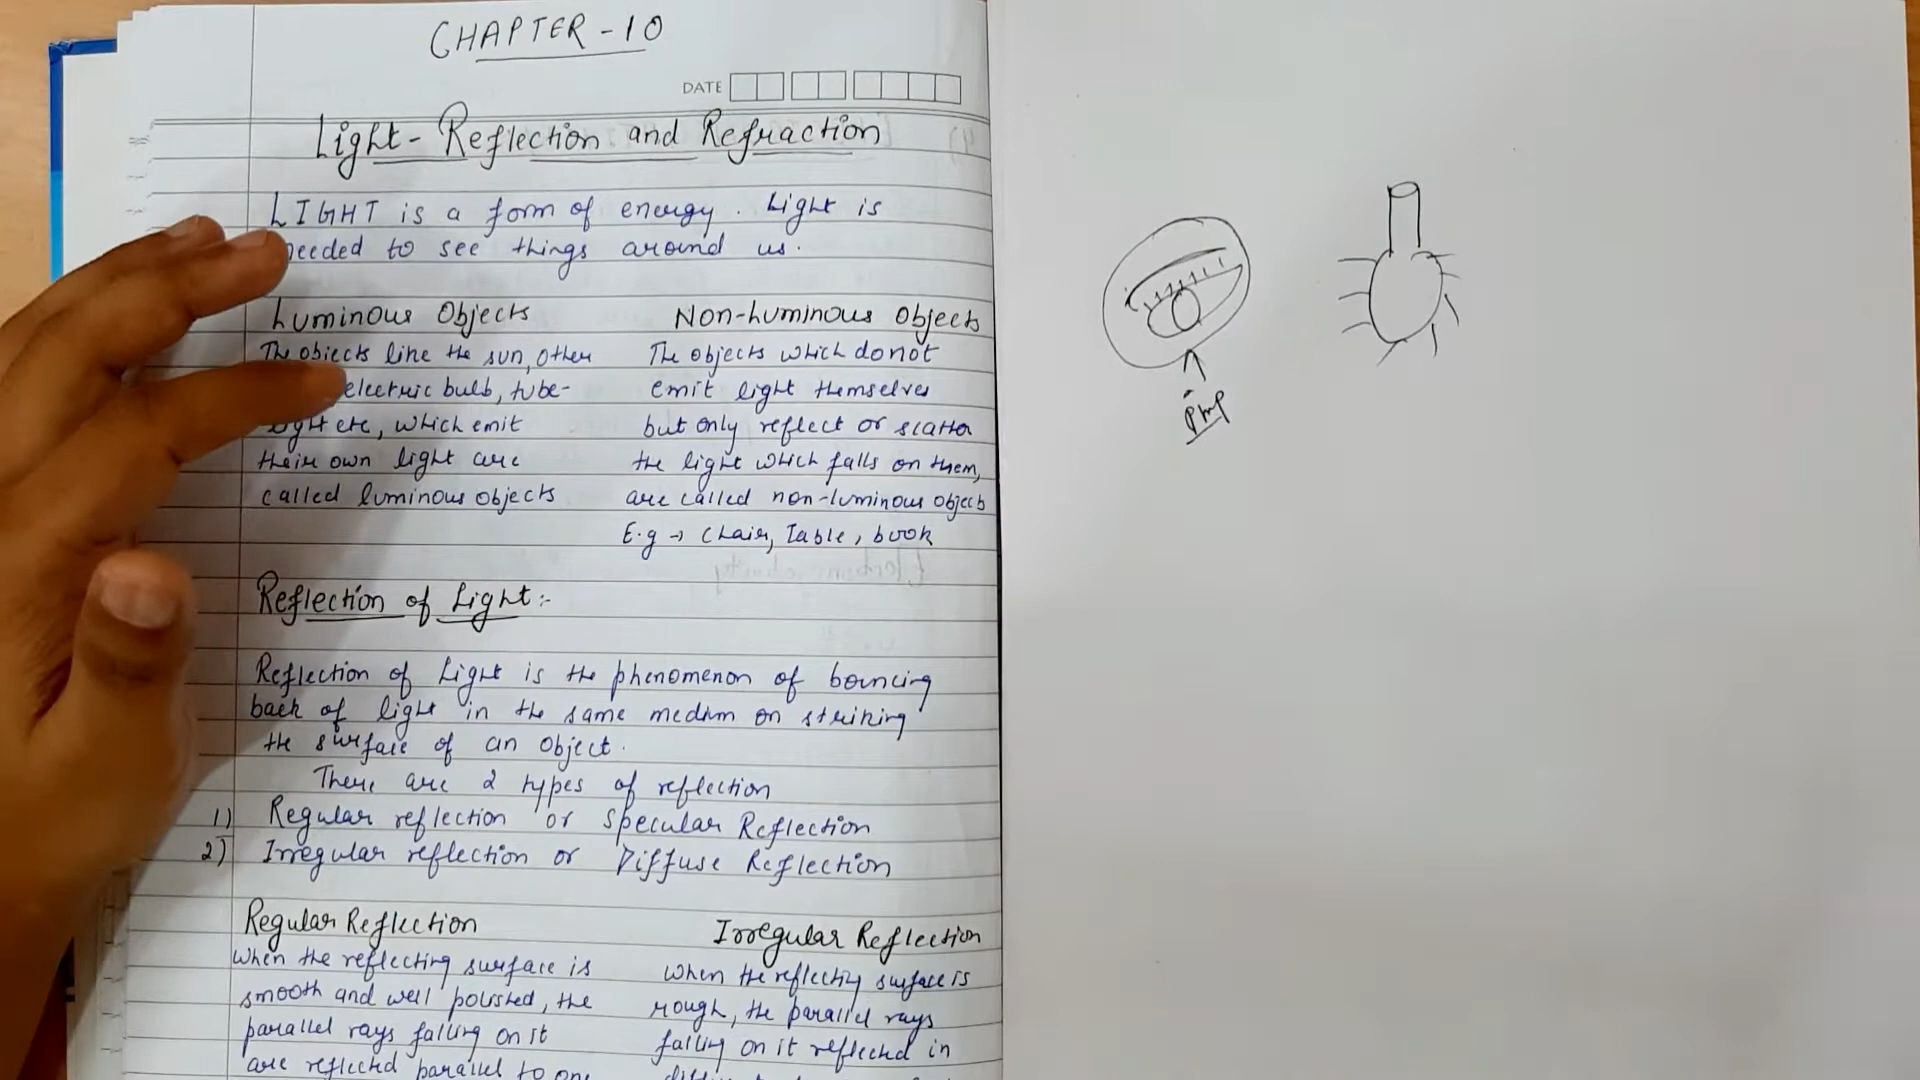 CHAPTER - 10
DATE
Light - Reflection and Refraction
LIGHT is a form of energy. Light is
needed to see things around us.
Luminous Objects
The objects like the sun, other
electric bulb, tube-
light etc, which emit
their own light are
called luminous objects
Non-Luminous Objects
The objects which do not
emit light themselves
but only reflect or scatter
the light which falls on them,
are called non-luminous objects
E.g → Chair, Table, book
Reflection of Light :-
Reflection of Light is the phenomenon of bouncing
back of light in the same medium on striking
the surface of an object.
There are 2 types of reflection
1) Regular reflection or Specular Reflection
2) Irregular reflection or Diffuse Reflection
Regular Reflection
When the reflecting surface is
smooth and well polished, the
parallel rays falling on it
are reflected parallel to one
Irregular Reflection
When the reflecting surface is
rough, the parallel rays
falling on it reflected in